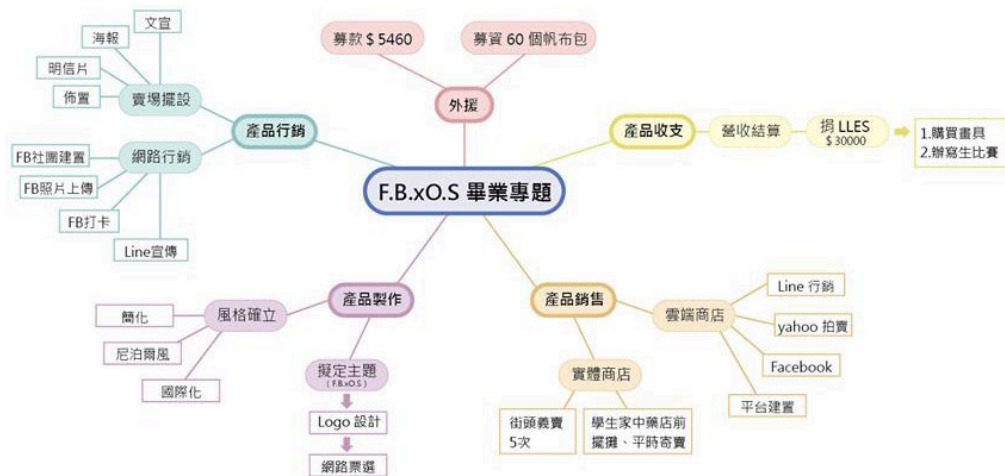 F.B.xO.S 畢業專題
外援
募款 $ 5460
募資 60 個帆布包
產品行銷
賣場擺設
文宣
海報
明信片
佈置
網路行銷
FB社團建置
FB照片上傳
FB打卡
Line宣傳
產品收支
營收結算
捐 LLES
$ 30000
1.購買畫具
2.辦寫生比賽
產品製作
風格確立
簡化
尼泊爾風
國際化
擬定主題
( F.B.xO.S )
Logo 設計
網路票選
產品銷售
實體商店
街頭義賣
5次
學生家中藥店前
擺攤、平時寄賣
雲端商店
Line 行銷
yahoo 拍賣
Facebook
平台建置